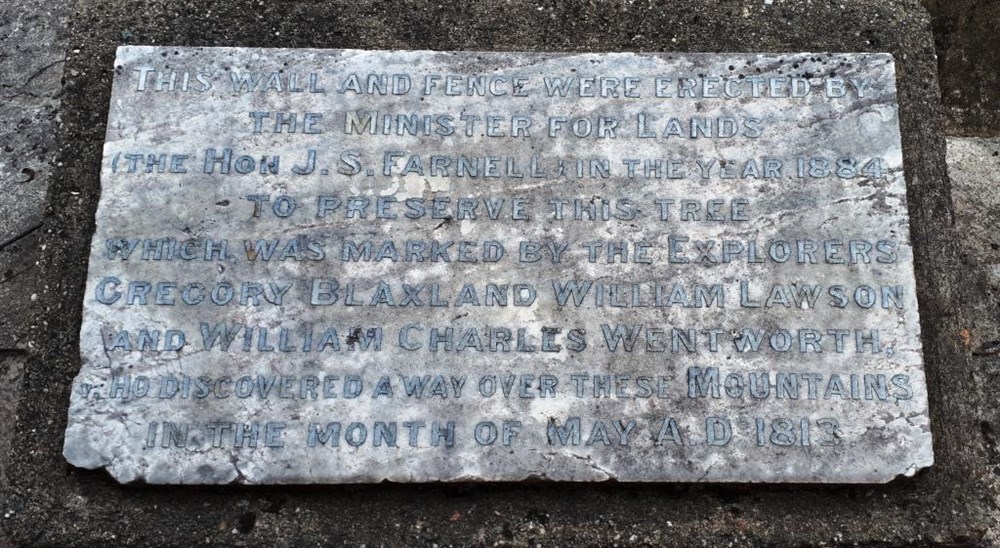 THIS WALL AND FENCE WERE ERECTED BY
THE MINISTER FOR LANDS
(THE HON J. S. FARNELL) IN THE YEAR 1884
TO PRESERVE THIS TREE
WHICH WAS MARKED BY THE EXPLORERS
GREGORY BLAXLAND WILLIAM LAWSON
AND WILLIAM CHARLES WENTWORTH,
WHO DISCOVERED A WAY OVER THESE MOUNTAINS
IN THE MONTH OF MAY A.D 1813